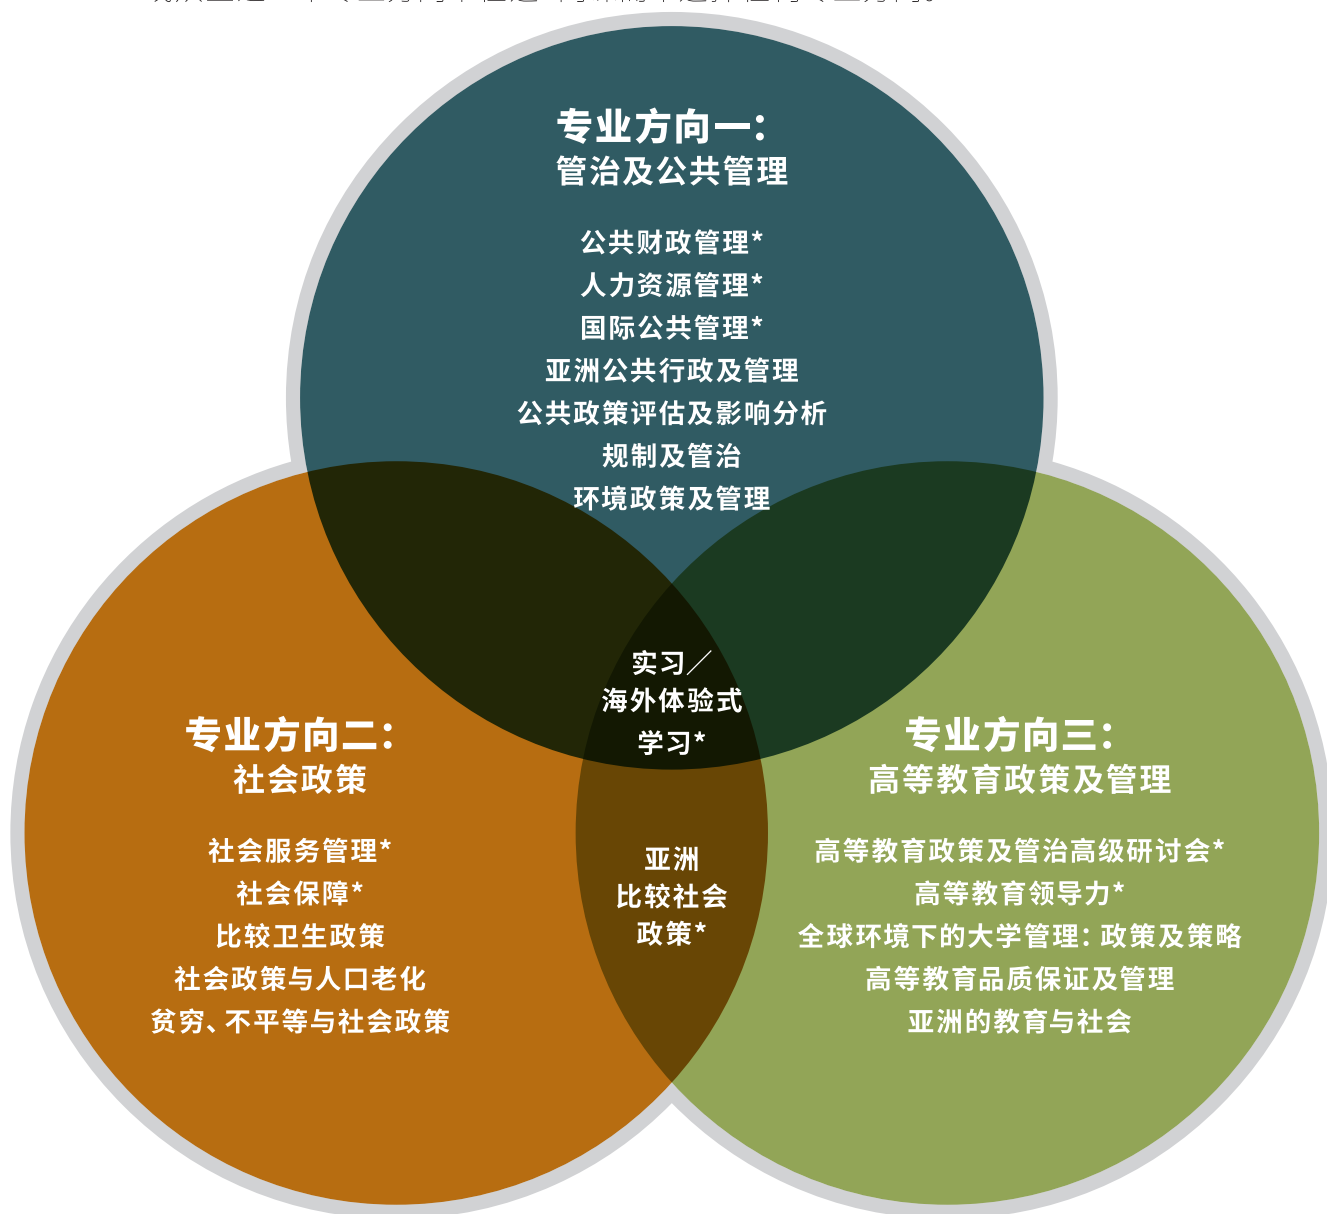 专业方向一：
管治及公共管理
公共财政管理*
人力资源管理*
国际公共管理*
亚洲公共行政及管理
公共政策评估及影响分析
规制及管治
环境政策及管理
实习／
海外体验式
学习*
专业方向二：
社会政策
社会服务管理*
社会保障*
比较卫生政策
社会政策与人口老化
贫穷、不平等与社会政策
亚洲
比较社会
政策*
专业方向三：
高等教育政策及管理
高等教育政策及管治高级研讨会*
高等教育领导力*
全球环境下的大学管理：政策及策略
高等教育品质保证及管理
亚洲的教育与社会